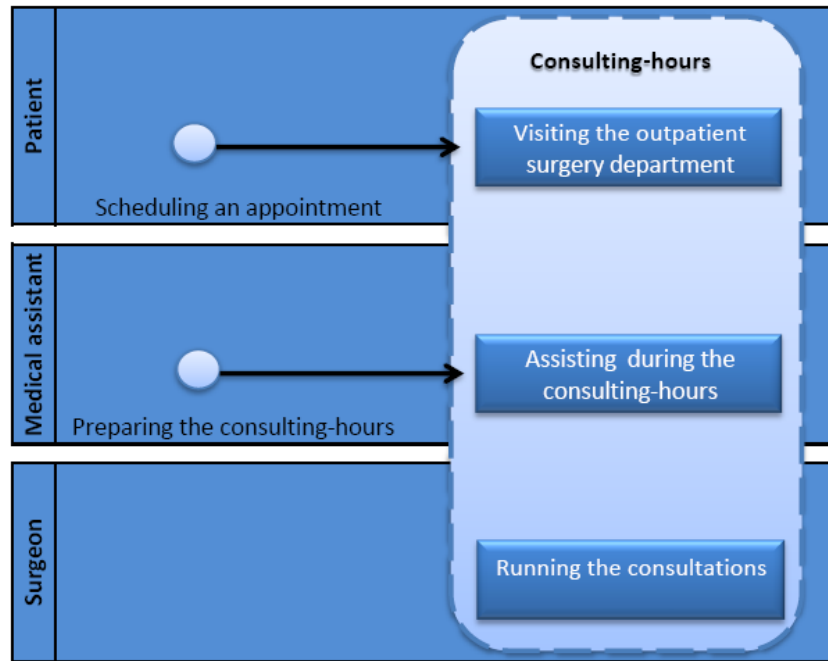 Patient
Consulting-hours
Visiting the outpatient
surgery department
Scheduling an appointment
Medical assistant
Assisting during the
consulting-hours
Preparing the consulting-hours
Surgeon
Running the consultations